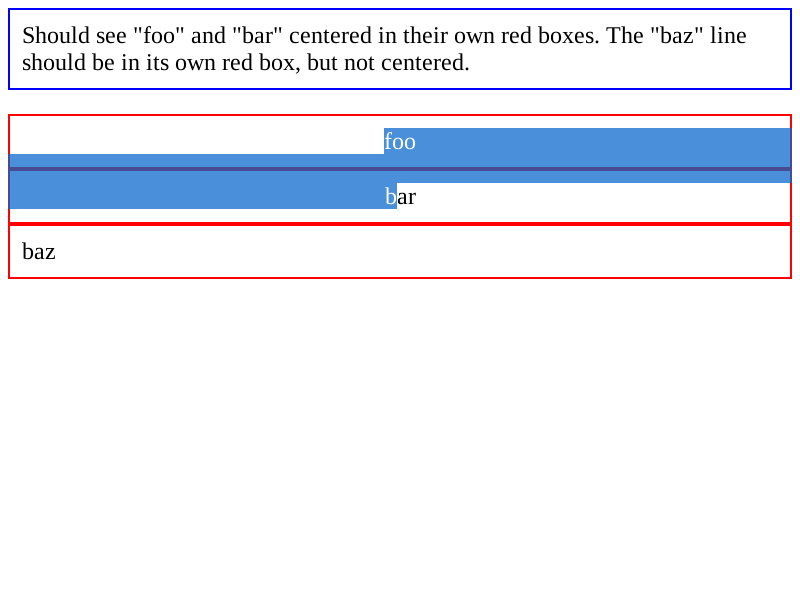 Should see "foo" and "bar" centered in their own red boxes. The "baz" line
should be in its own red box, but not centered.
foo
bar
baz